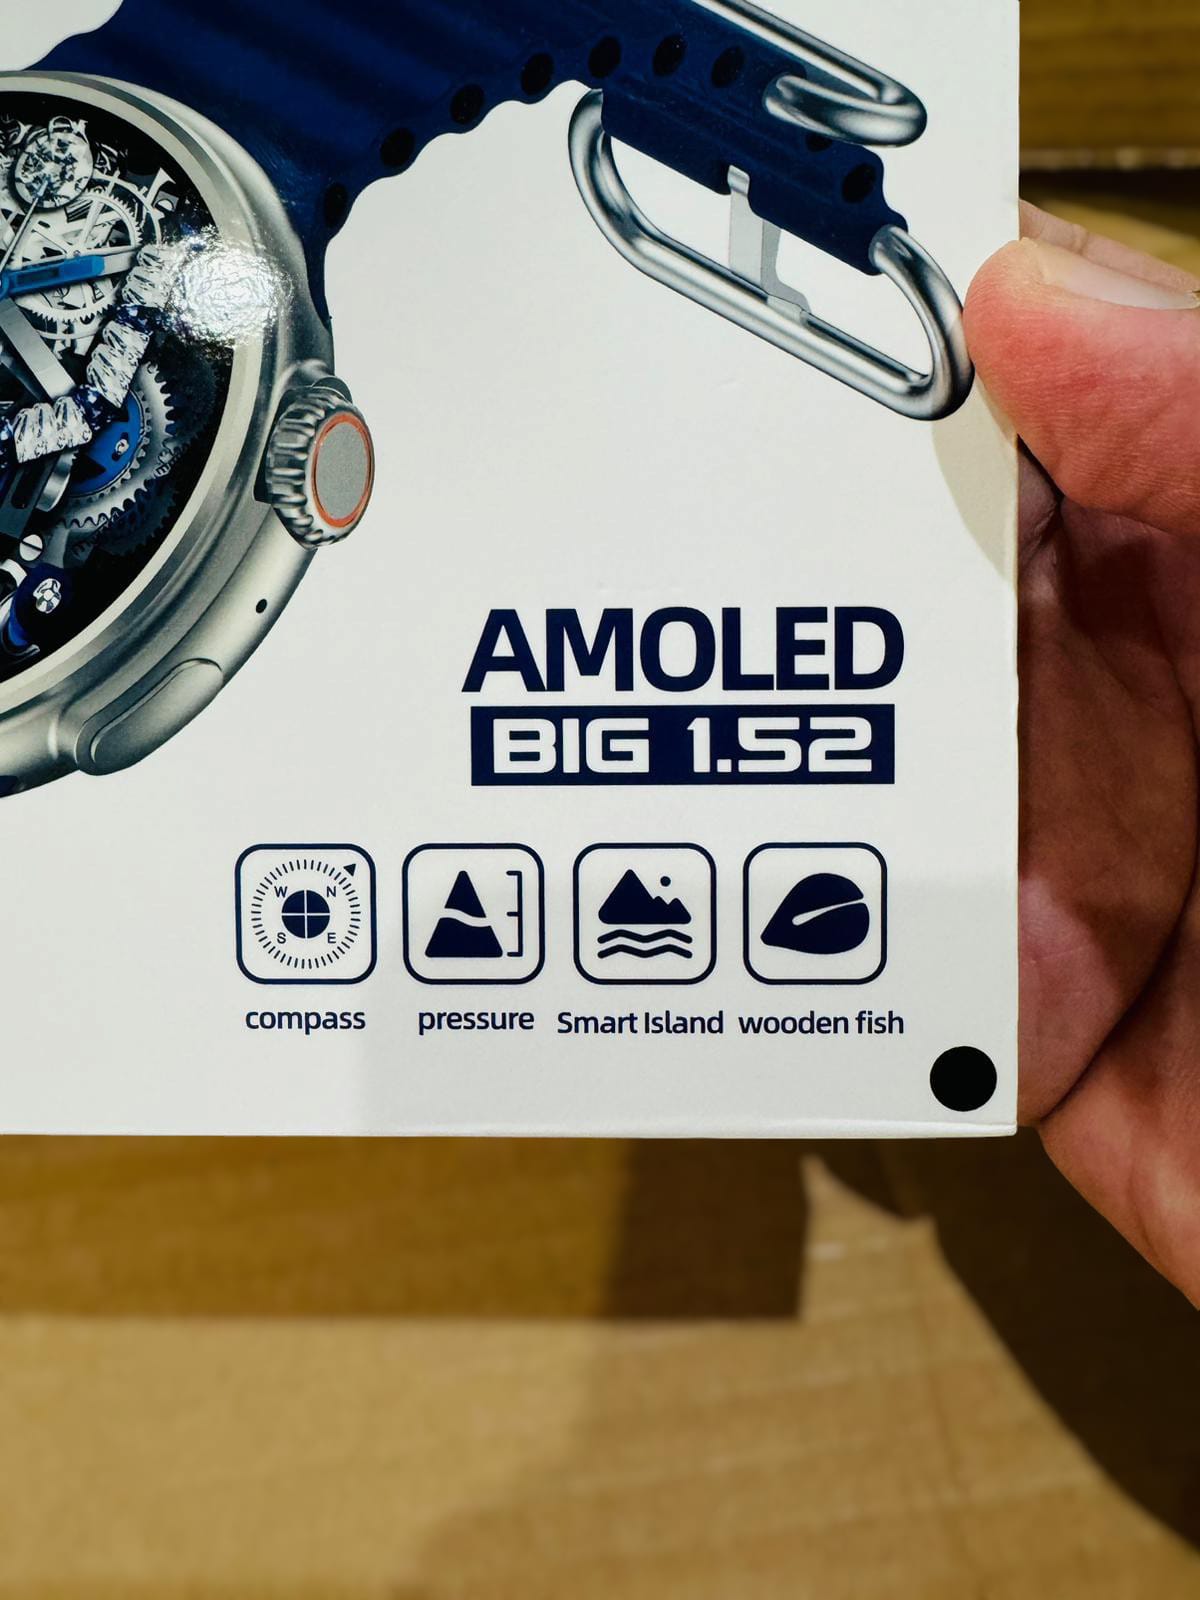 AMOLED
BIG 1.52
W N
S E
compass
pressure
Smart Island
wooden fish